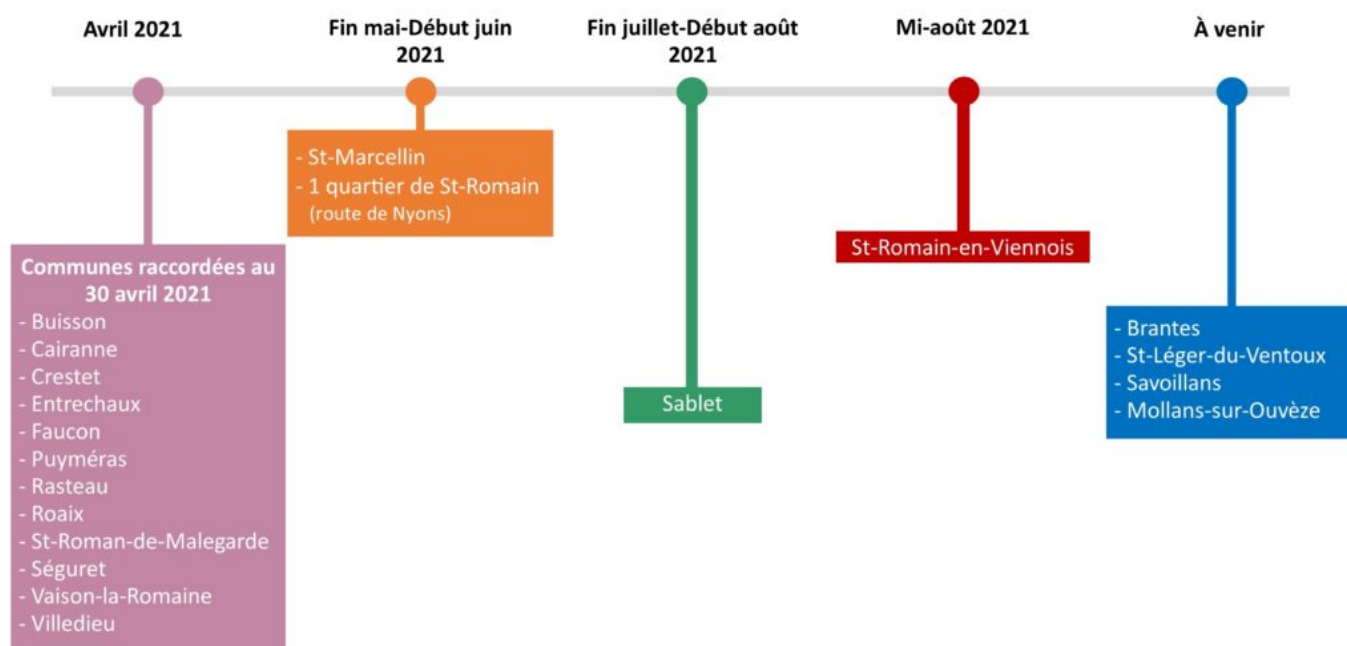 Avril 2021
Fin mai-Début juin
2021
Fin juillet-Début août
2021
Mi-août 2021
À venir
Communes raccordées au
30 avril 2021
- Buisson
- Cairanne
- Crestet
- Entrechaux
- Faucon
- Puyméras
- Rasteau
- Roaix
- St-Roman-de-Malegarde
- Séguret
- Vaison-la-Romaine
- Villedieu
- St-Marcellin
- 1 quartier de St-Romain
(route de Nyons)
Sablet
St-Romain-en-Viennois
- Brantes
- St-Léger-du-Ventoux
- Savoillans
- Mollans-sur-Ouvèze